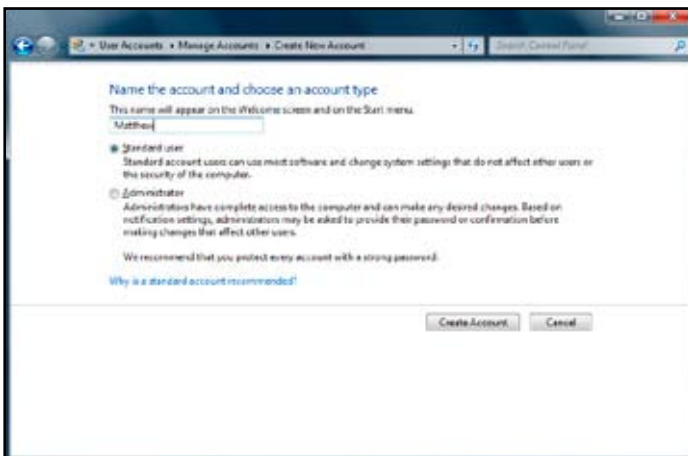 User Accounts ▸ Manage Accounts ▸ Create New Account
Search Control Panel
Name the account and choose an account type
This name will appear on the Welcome screen and on the Start menu.
Matthew
Standard user
Standard account users can use most software and change system settings that do not affect other users or
the security of the computer.
Administrator
Administrators have complete access to the computer and can make any desired changes. Based on
notification settings, administrators may be asked to provide their password or confirmation before
making changes that affect other users.
We recommend that you protect every account with a strong password.
Why is a standard account recommended?
Create Account
Cancel